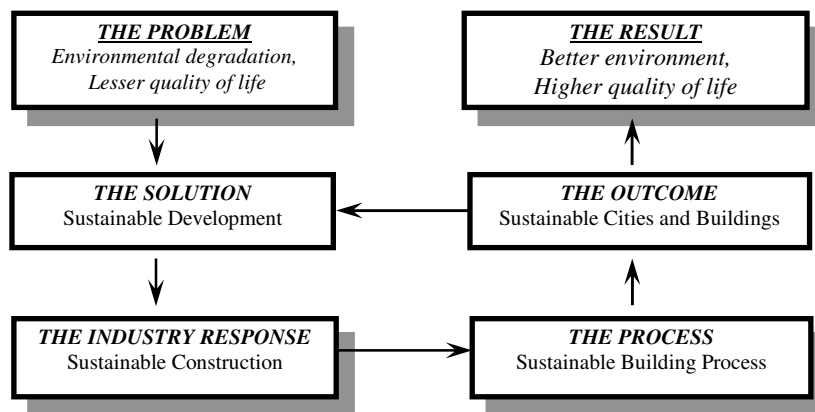 THE PROBLEM
Environmental degradation,
Lesser quality of life
THE RESULT
Better environment,
Higher quality of life
THE SOLUTION
Sustainable Development
THE OUTCOME
Sustainable Cities and Buildings
THE INDUSTRY RESPONSE
Sustainable Construction
THE PROCESS
Sustainable Building Process